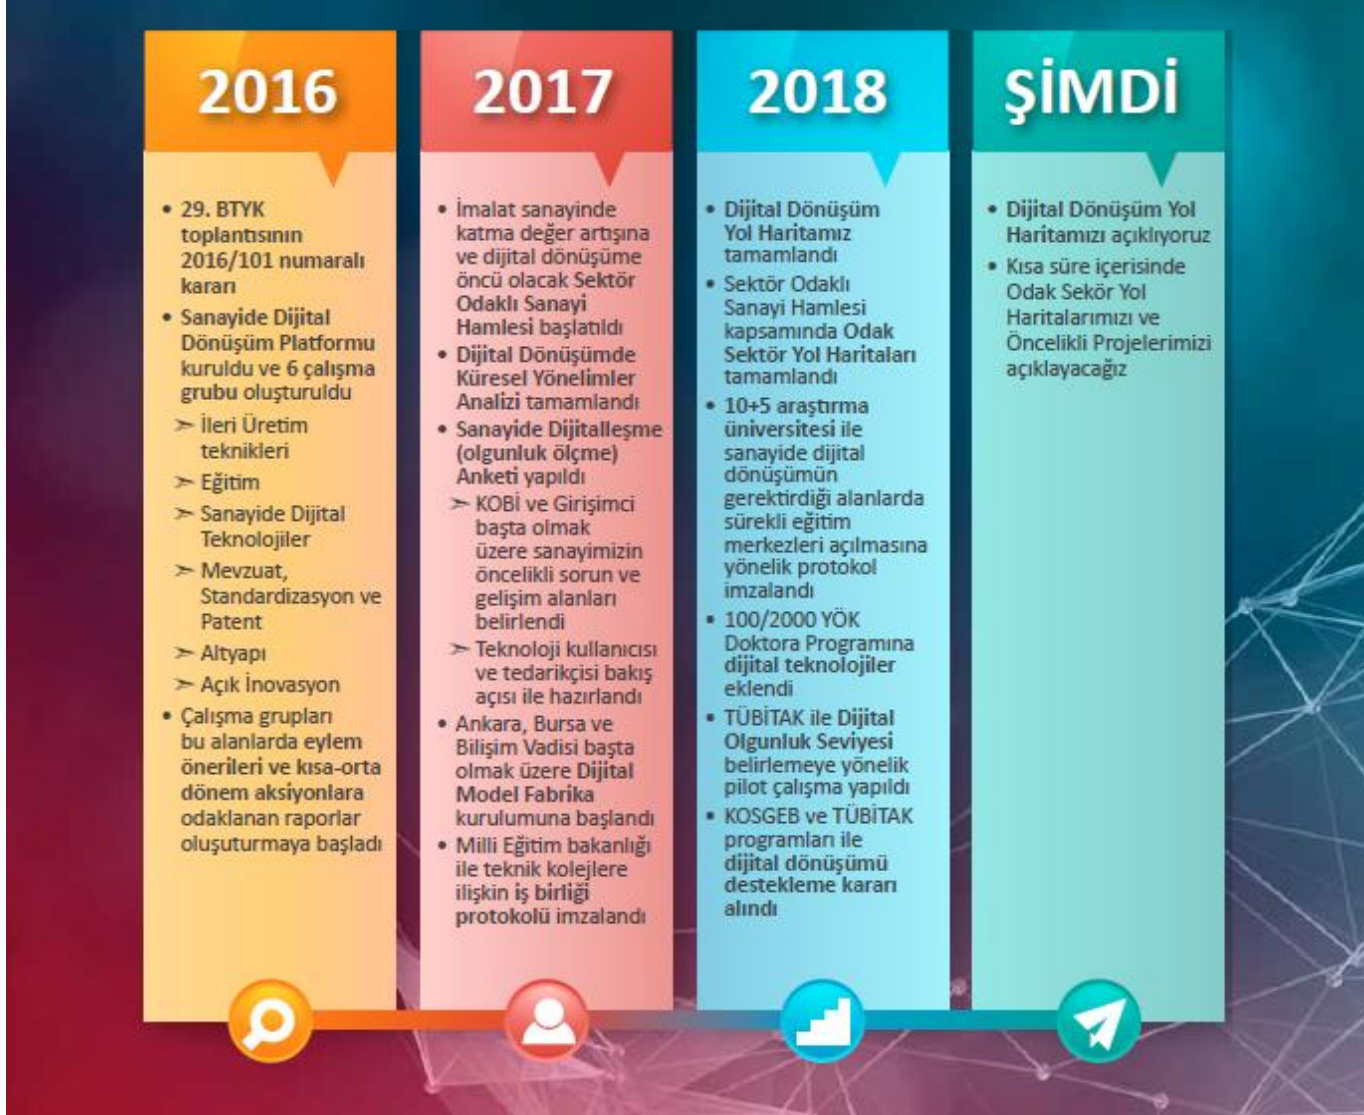 2016
• 29. BTYK
toplantısının
2016/101 numaralı
kararı
• Sanayide Dijital
Dönüşüm Platformu
kuruldu ve 6 çalışma
grubu oluşturuldu
➣ İleri Üretim
teknikleri
➣ Eğitim
➣ Sanayide Dijital
Teknolojiler
➣ Mevzuat,
Standardizasyon ve
Patent
➣ Altyapı
➣ Açık İnovasyon
• Çalışma grupları
bu alanlarda eylem
önerileri ve kısa-orta
dönem aksiyonlara
odaklanan raporlar
oluşuturmaya başladı
2017
• İmalat sanayinde
katma değer artışına
ve dijital dönüşüme
öncü olacak Sektör
Odaklı Sanayi
Hamlesi başlatıldı
• Dijital Dönüşümde
Küresel Yönelimler
Analizi tamamlandı
• Sanayide Dijitalleşme
(olgunluk ölçme)
Anketi yapıldı
➣ KOBİ ve Girişimci
başta olmak
üzere sanayimizin
öncelikli sorun ve
gelişim alanları
belirlendi
➣ Teknoloji kullanıcısı
ve tedarikçisi bakış
açısı ile hazırlandı
• Ankara, Bursa ve
Bilişim Vadisi başta
olmak üzere Dijital
Model Fabrika
kurulumuna başlandı
• Milli Eğitim bakanlığı
ile teknik kolejlere
ilişkin iş birliği
protokolü imzalandı
2018
• Dijital Dönüşüm
Yol Haritamız
tamamlandı
• Sektör Odaklı
Sanayi Hamlesi
kapsamında Odak
Sektör Yol Haritaları
tamamlandı
• 10+5 araştırma
üniversitesi ile
sanayide dijital
dönüşümün
gerektirdiği alanlarda
sürekli eğitim
merkezleri açılmasına
yönelik protokol
imzalandı
• 100/2000 YÖK
Doktora Programına
dijital teknolojiler
eklendi
• TÜBİTAK ile Dijital
Olgunluk Seviyesi
belirlemeye yönelik
pilot çalışma yapıldı
• KOSGEB ve TÜBİTAK
programları ile
dijital dönüşümü
destekleme kararı
alındı
ŞİMDİ
• Dijital Dönüşüm Yol
Haritamızı açıklıyoruz
• Kısa süre içerisinde
Odak Sekör Yol
Haritalarımızı ve
Öncelikli Projelerimizi
açıklayacağız